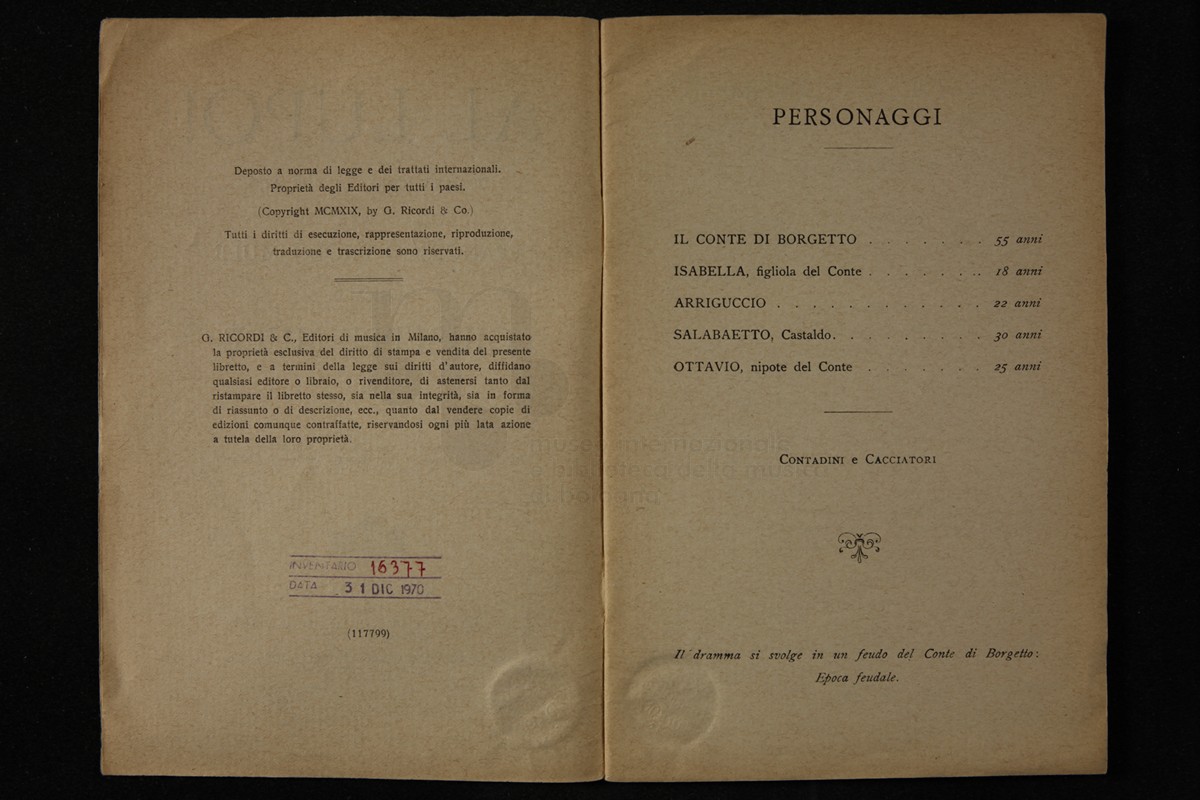 Deposto a norma di legge e dei trattati internazionali.
Proprietà degli Editori per tutti i paesi.
(Copyright MCMXIX, by G. Ricordi & Co.)
Tutti i diritti di esecuzione, rappresentazione, riproduzione,
traduzione e trascrizione sono riservati.
G. RICORDI & C., Editori di musica in Milano, hanno acquistato
la proprietà esclusiva del diritto di stampa e vendita del presente
libretto, e a termini della legge sui diritti d'autore, diffidano
qualsiasi editore o libraio, o rivenditore, di astenersi tanto dal
ristampare il libretto stesso, sia nella sua integrità, sia in forma
di riassunto o di descrizione, ecc., quanto dal vendere copie di
edizioni comunque contraffatte, riservandosi ogni più lata azione
a tutela della loro proprietà.
INVENTARIO 16377
DATA 31 DIC 1970
(117799)
PERSONAGGI
IL CONTE DI BORGETTO . . . . . . . 55 anni
ISABELLA, figliola del Conte . . . . . . . . 18 anni
ARRIGUCCIO . . . . . . . . . . . . . 22 anni
SALABAETTO, Castaldo. . . . . . . . . . 30 anni
OTTAVIO, nipote del Conte . . . . . . . 25 anni
CONTADINI e CACCIATORI
Il dramma si svolge in un feudo del Conte di Borgetto:
Epoca feudale.